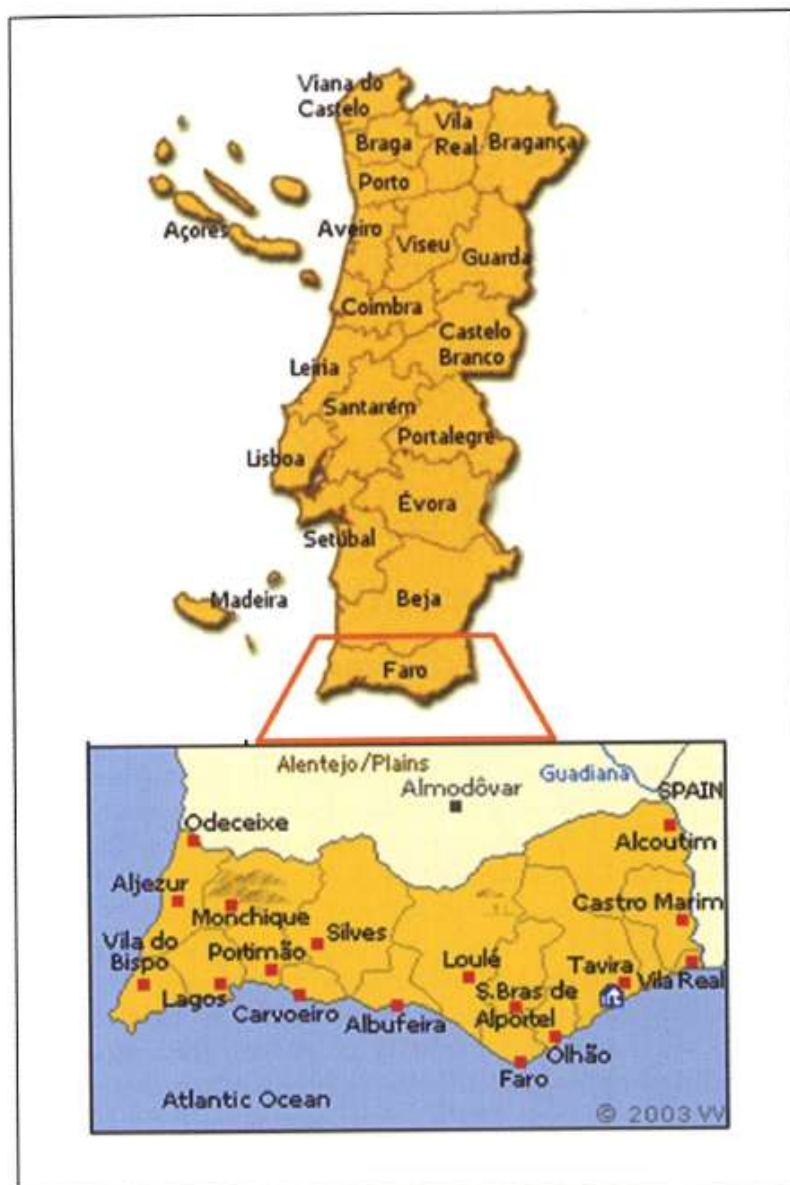 Viana do
Castelo
Braga
Vila
Real
Bragança
Porto
Açores
Aveiro
Viseu
Guarda
Coimbra
Castelo
Branco
Leiria
Santarém
Portalegre
Lisboa
Évora
Setúbal
Madeira
Beja
Faro
Alentejo/Plains
Guadiana
Almodôvar
SPAIN
Odeceixe
Alcoutim
Aljezur
Monchique
Castro Marim
Vila do
Bispo
Portimão
Silves
Loulé
Tavira
Vila Real
Lagos
Carvoeiro
Albufeira
S.Bras de
Alportel
Olhão
Faro
Atlantic Ocean
© 2003 VV